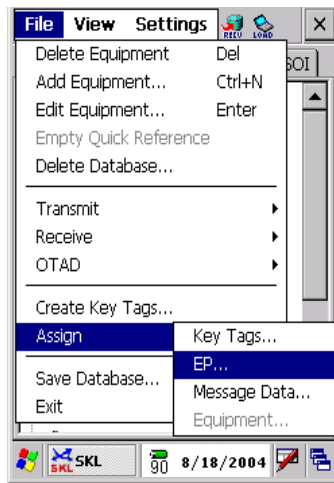 File View Settings RECV LOAD ×
SOI
Delete Equipment Del
Add Equipment... Ctrl+N
Edit Equipment... Enter
Empty Quick Reference
Delete Database...
Transmit
Receive
OTAD
Create Key Tags...
Assign
Key Tags...
EP...
Message Data...
Equipment...
Save Database...
Exit
SKL SKL 90 8/18/2004